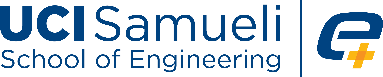 UCI Samueli
School of Engineering
e+